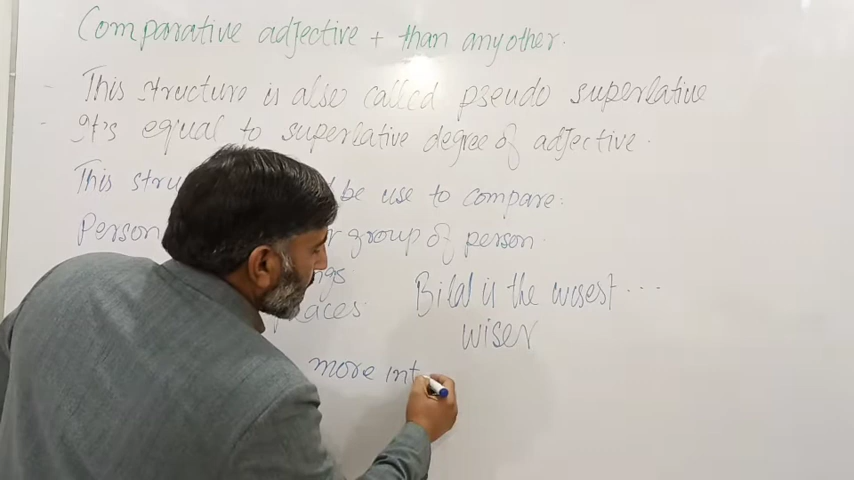 Comparative adjective + than anyother.
- This structure is also called pseudo superlative
- It's equal to superlative degree of adjective.
This be use to compare:
Person group of person.
Bilal is the wisest ....
wiser
more int